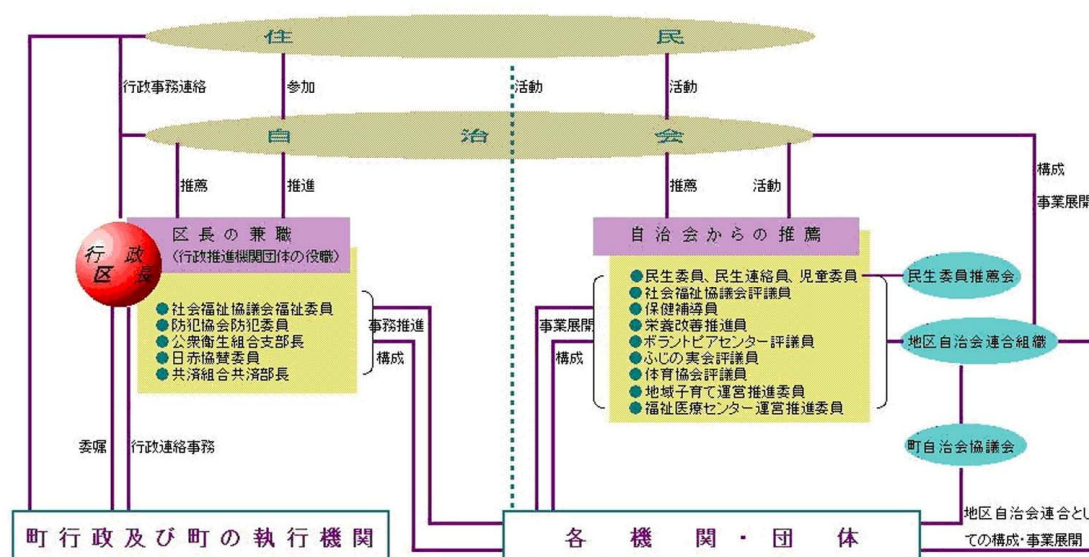 住民
行政事務連絡
参加
活動
活動
自治会
推薦
推進
推薦
活動
構成
事業展開
行政
区長
区長の兼職
(行政推進機関団体の役職)
自治会からの推薦
●社会福祉協議会福祉委員
●防犯協会防犯委員
●公衆衛生組合支部長
●日赤協賛委員
●共済組合共済部長
事務推進
構成
事業展開
構成
●民生委員、民生連絡員、児童委員
●社会福祉協議会評議員
●保健補導員
●栄養改善推進員
●ボラントピアセンター評議員
●ふじの実会評議員
●体育協会評議員
●地域子育て運営推進委員
●福祉医療センター運営推進委員
民生委員推薦会
地区自治会連合組織
町自治会協議会
委嘱
行政連絡事務
町行政及び町の執行機関
各機関・団体
地区自治会連合とし
ての構成・事業展開